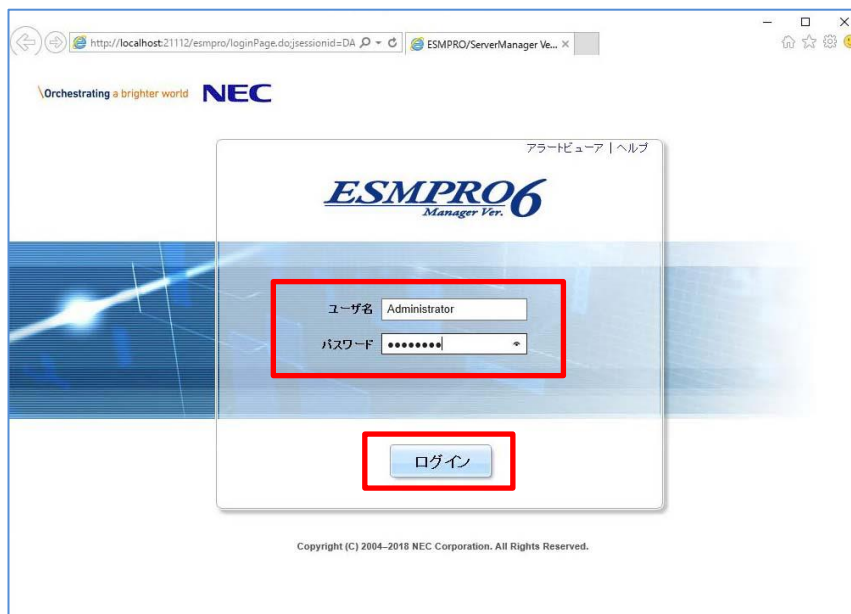 http://localhost:21112/esmpro/loginPage.do;jsessionid=DA
ESMPRO/ServerManager Ve...
\Orchestrating a brighter world NEC
アラートビューア | ヘルプ
ESMPRO6
Manager Ver.
ユーザ名 Administrator
パスワード ••••••••
ログイン
Copyright (C) 2004–2018 NEC Corporation. All Rights Reserved.